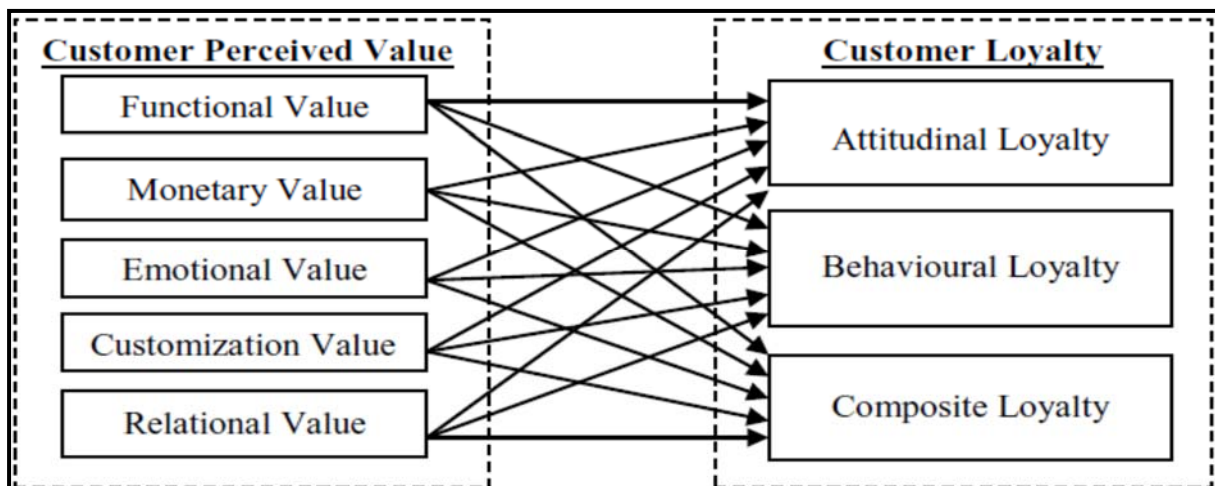 Customer Perceived Value
Functional Value
Monetary Value
Emotional Value
Customization Value
Relational Value
Customer Loyalty
Attitudinal Loyalty
Behavioural Loyalty
Composite Loyalty